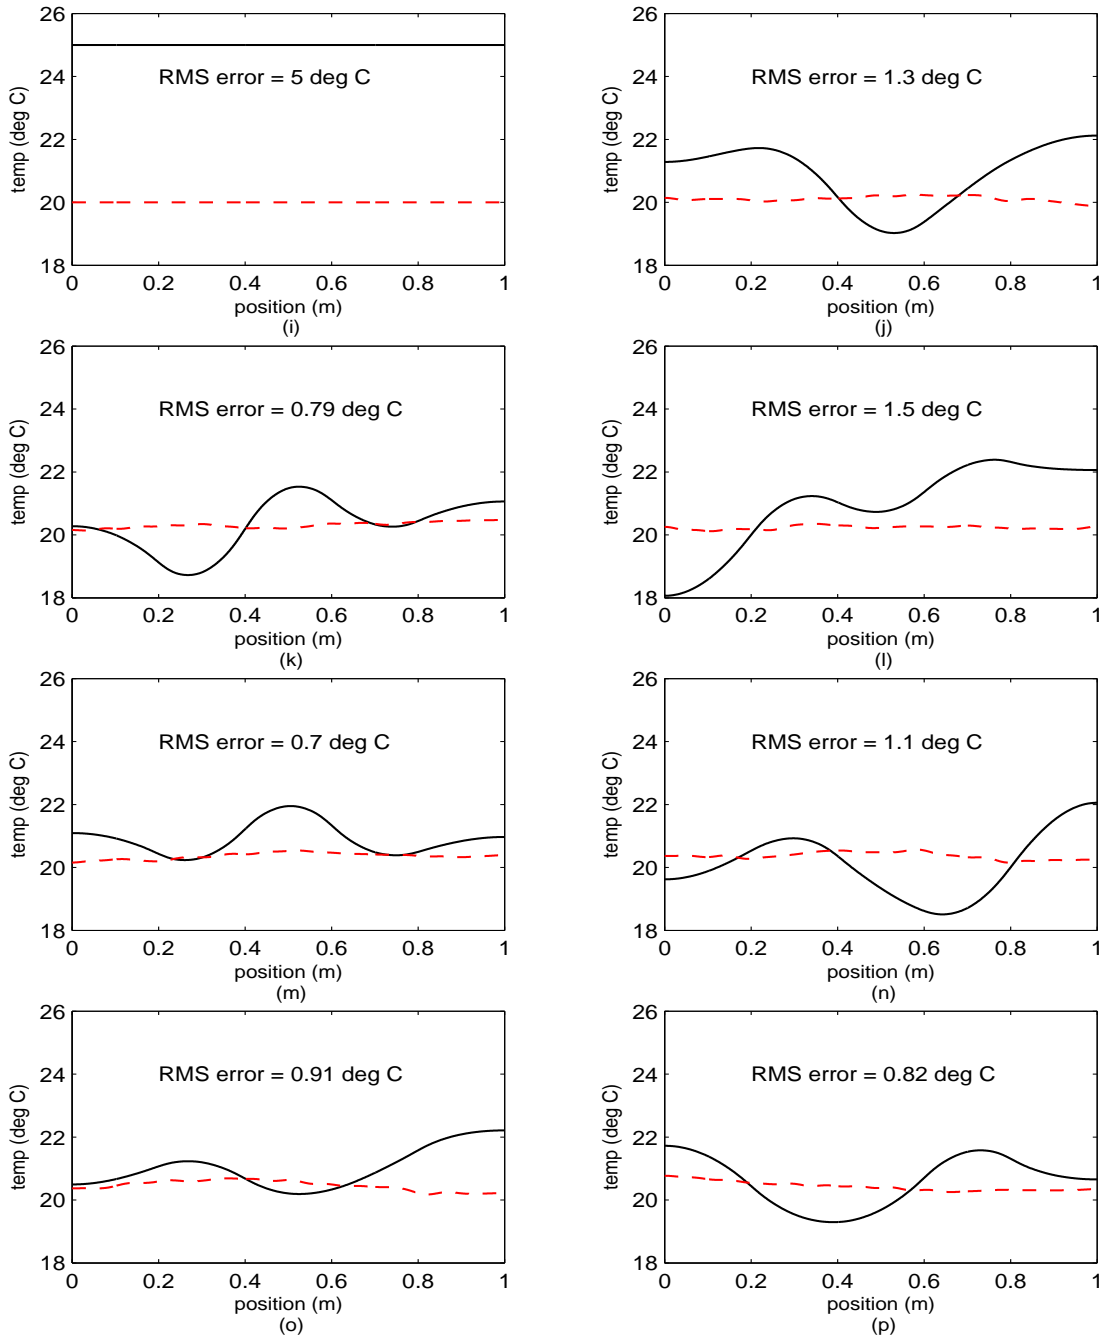 26
24
22
20
18
temp (deg C)
RMS error = 5 deg C
0 0.2 0.4 0.6 0.8 1
position (m)
(i)
26
24
22
20
18
temp (deg C)
RMS error = 1.3 deg C
0 0.2 0.4 0.6 0.8 1
position (m)
(j)
26
24
22
20
18
temp (deg C)
RMS error = 0.79 deg C
0 0.2 0.4 0.6 0.8 1
position (m)
(k)
26
24
22
20
18
temp (deg C)
RMS error = 1.5 deg C
0 0.2 0.4 0.6 0.8 1
position (m)
(l)
26
24
22
20
18
temp (deg C)
RMS error = 0.7 deg C
0 0.2 0.4 0.6 0.8 1
position (m)
(m)
26
24
22
20
18
temp (deg C)
RMS error = 1.1 deg C
0 0.2 0.4 0.6 0.8 1
position (m)
(n)
26
24
22
20
18
temp (deg C)
RMS error = 0.91 deg C
0 0.2 0.4 0.6 0.8 1
position (m)
(o)
26
24
22
20
18
temp (deg C)
RMS error = 0.82 deg C
0 0.2 0.4 0.6 0.8 1
position (m)
(p)